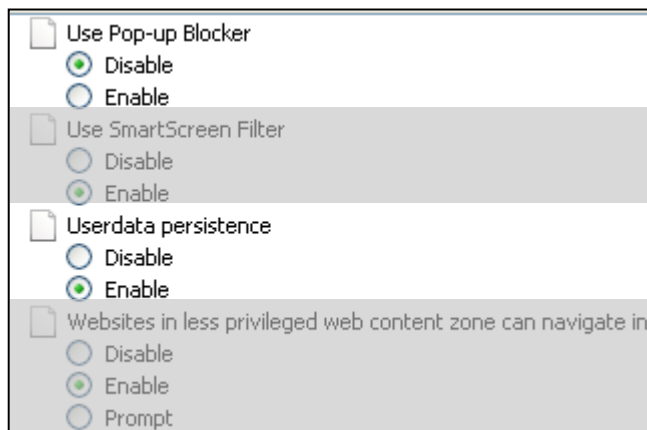 Use Pop-up Blocker
Disable
Enable
Use SmartScreen Filter
Disable
Enable
Userdata persistence
Disable
Enable
Websites in less privileged web content zone can navigate in
Disable
Enable
Prompt